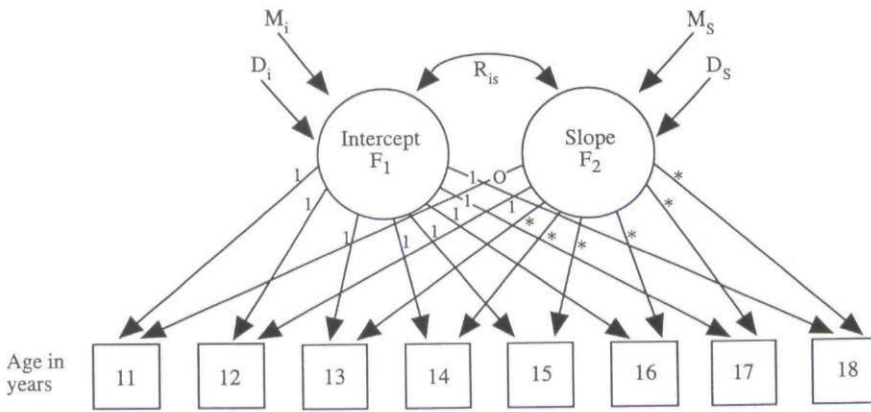 M_i
M_S
D_i
R_is
D_S
Intercept
F_1
Slope
F_2
1 1 O *
1 1 1 *
1 1 1 1 1 * * * *
Age in
years
11 12 13 14 15 16 17 18